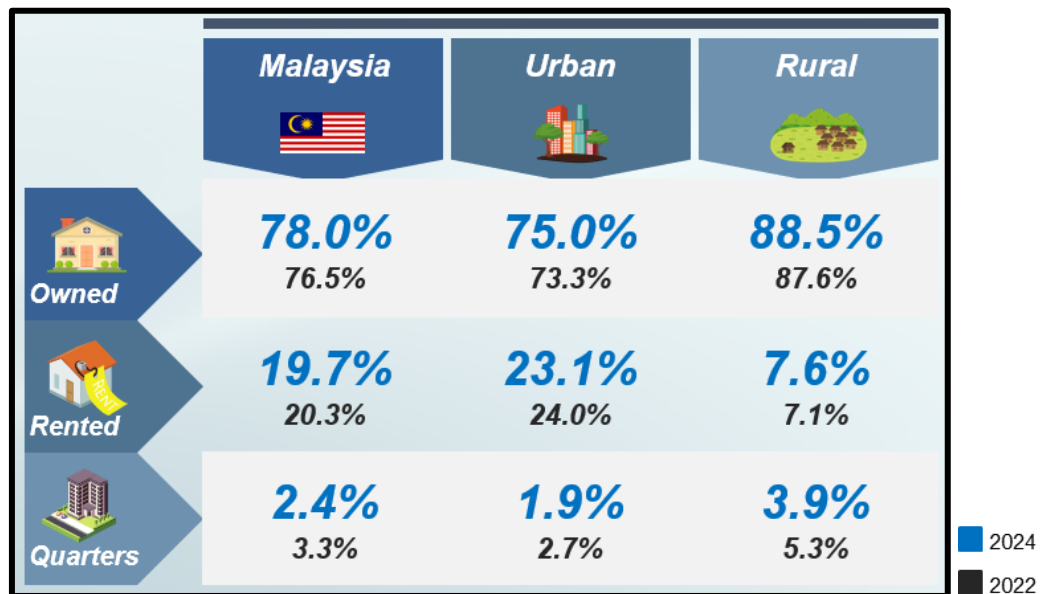 Malaysia Urban Rural
78.0% 75.0% 88.5%
76.5% 73.3% 87.6%
Owned
19.7% 23.1% 7.6%
RENT
20.3% 24.0% 7.1%
Rented
2.4% 1.9% 3.9%
3.3% 2.7% 5.3%
Quarters
2024
2022